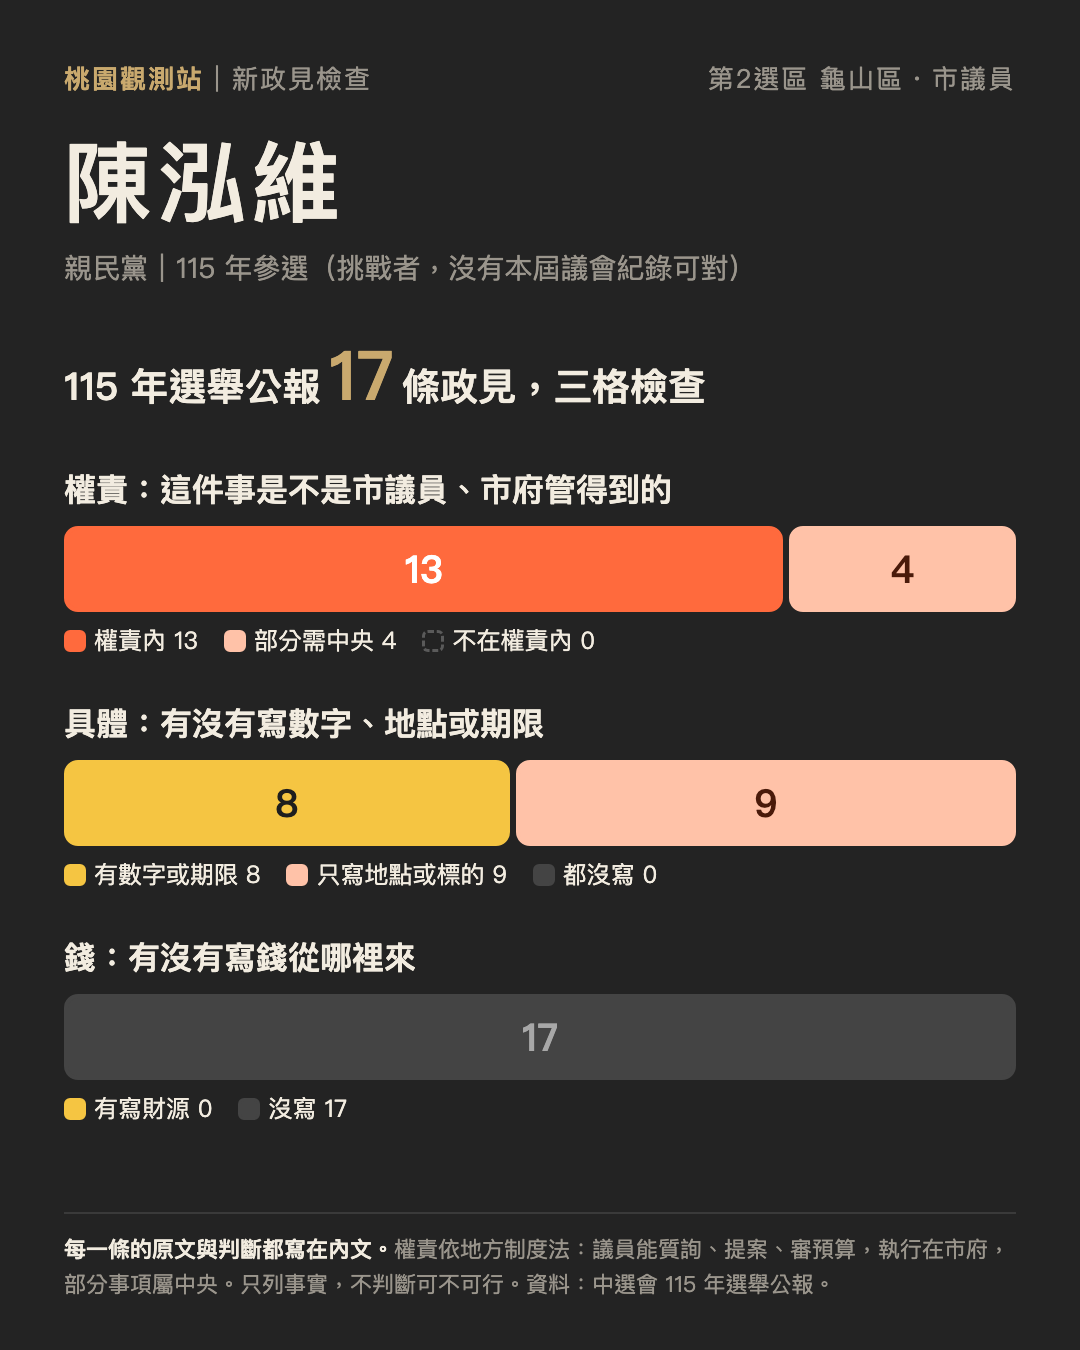 桃園觀測站｜新政見檢查
第2選區 龜山區・市議員
陳泓維
親民黨｜115 年參選（挑戰者，沒有本屆議會紀錄可對）
115 年選舉公報 17 條政見，三格檢查
權責：這件事是不是市議員、市府管得到的
13 4
權責內 13 部分需中央 4 不在權責內 0
具體：有沒有寫數字、地點或期限
8 9
有數字或期限 8 只寫地點或標的 9 都沒寫 0
錢：有沒有寫錢從哪裡來
17
有寫財源 0 沒寫 17
每一條的原文與判斷都寫在內文。權責依地方制度法：議員能質詢、提案、審預算，執行在市府，
部分事項屬中央。只列事實，不判斷可不可行。資料：中選會 115 年選舉公報。